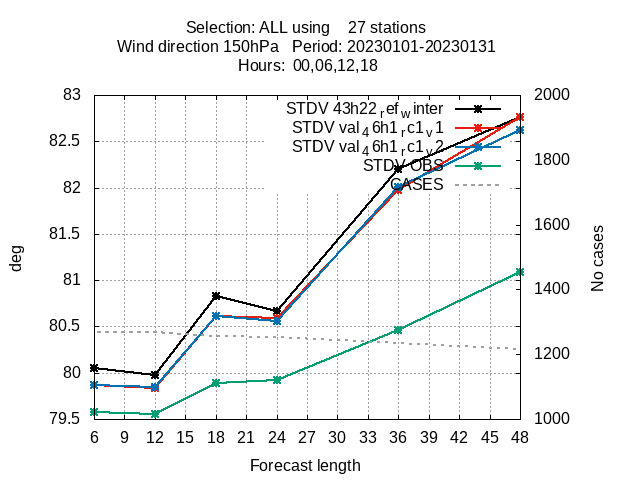 Selection: ALL using    27 stations
Wind direction 150hPa   Period: 20230101-20230131
Hours:  00,06,12,18
83
82.5
82
81.5
81
80.5
80
79.5
2000
1800
1600
1400
1200
1000
6 9 12 15 18 21 24 27 30 33 36 39 42 45 48
deg
No cases
Forecast length
STDV 43h22_ref_winter
STDV val_46h1_rc1_v1
STDV val_46h1_rc1_v2
STDV OBS
CASES